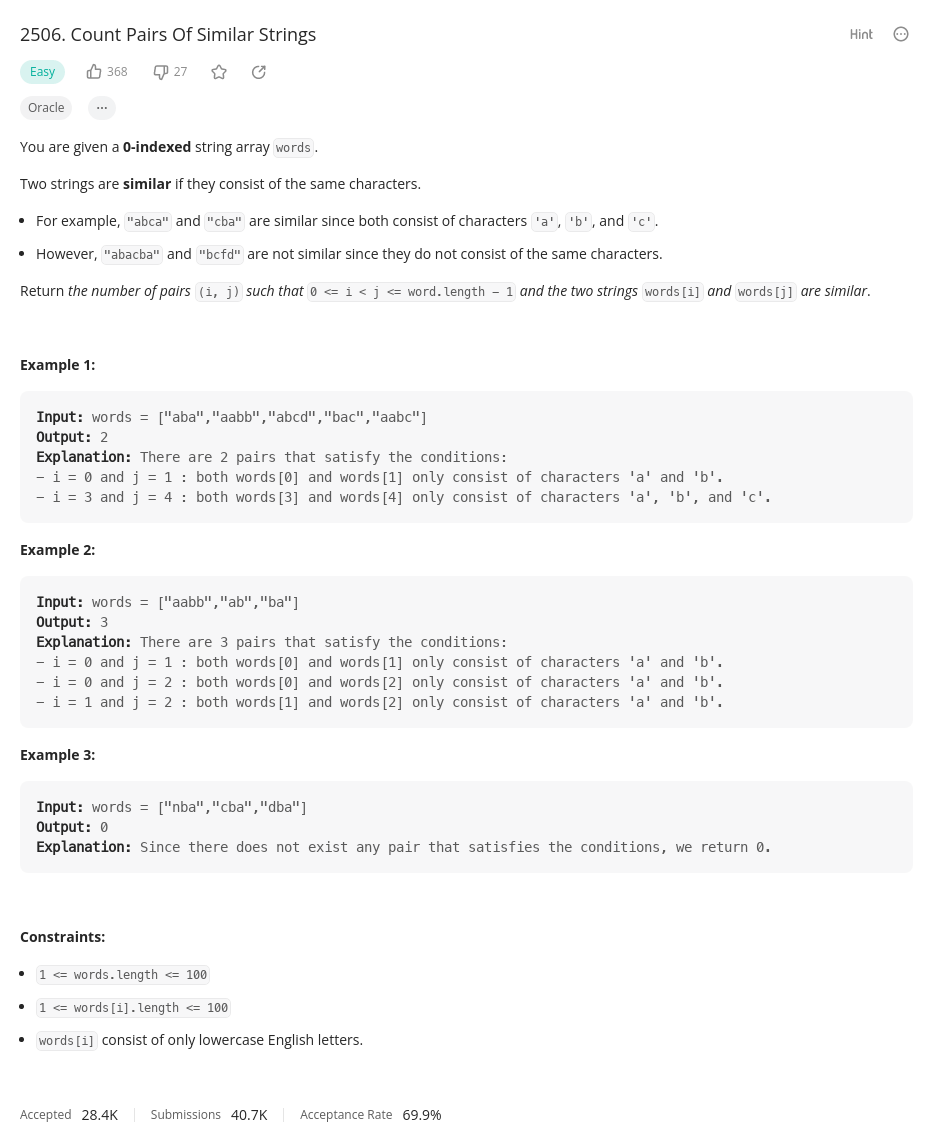 2506. Count Pairs Of Similar Strings
Hint
Easy 368 27
Oracle ...
You are given a 0-indexed string array words.
Two strings are similar if they consist of the same characters.
• For example, "abca" and "cba" are similar since both consist of characters 'a', 'b', and 'c'.
• However, "abacba" and "bcfd" are not similar since they do not consist of the same characters.
Return the number of pairs (i, j) such that 0 <= i < j <= word.length - 1 and the two strings words[i] and words[j] are similar.
Example 1:
Input: words = ["aba","aabb","abcd","bac","aabc"]
Output: 2
Explanation: There are 2 pairs that satisfy the conditions:
- i = 0 and j = 1 : both words[0] and words[1] only consist of characters 'a' and 'b'.
- i = 3 and j = 4 : both words[3] and words[4] only consist of characters 'a', 'b', and 'c'.
Example 2:
Input: words = ["aabb","ab","ba"]
Output: 3
Explanation: There are 3 pairs that satisfy the conditions:
- i = 0 and j = 1 : both words[0] and words[1] only consist of characters 'a' and 'b'.
- i = 0 and j = 2 : both words[0] and words[2] only consist of characters 'a' and 'b'.
- i = 1 and j = 2 : both words[1] and words[2] only consist of characters 'a' and 'b'.
Example 3:
Input: words = ["nba","cba","dba"]
Output: 0
Explanation: Since there does not exist any pair that satisfies the conditions, we return 0.
Constraints:
• 1 <= words.length <= 100
• 1 <= words[i].length <= 100
• words[i] consist of only lowercase English letters.
Accepted 28.4K Submissions 40.7K Acceptance Rate 69.9%